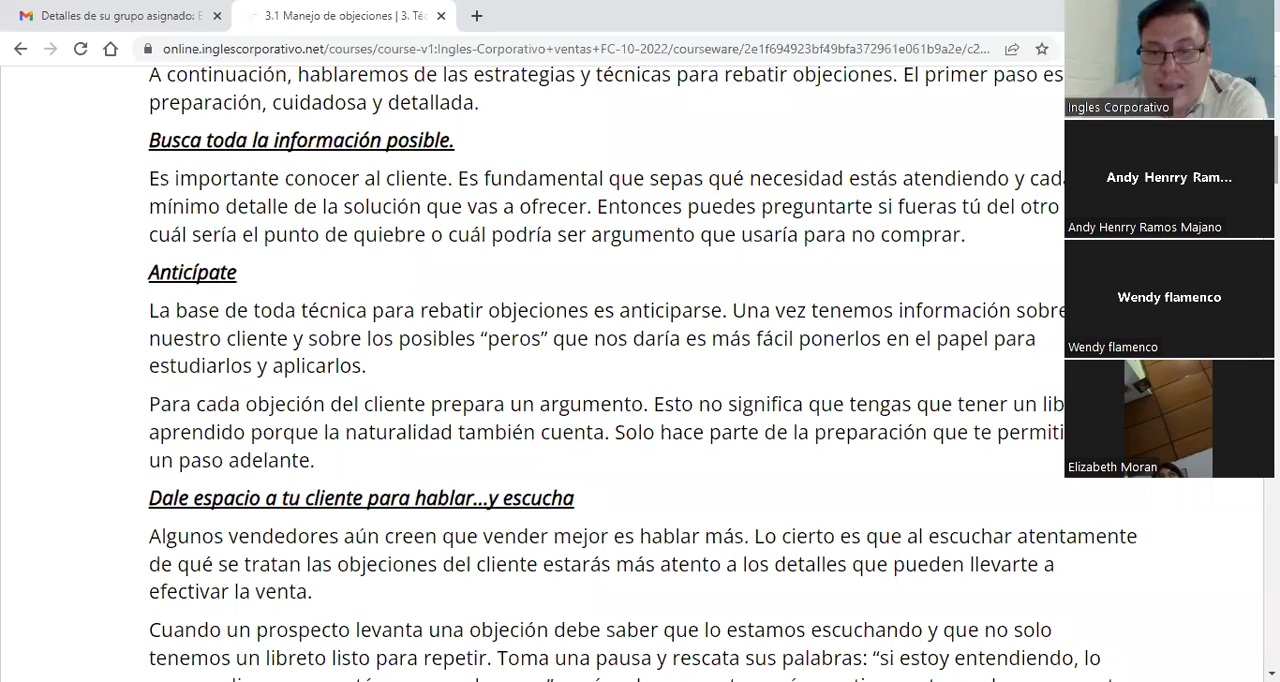 Detalles de su grupo asignado: E
3.1 Manejo de objeciones | 3. Téc
online.inglescorporativo.net/courses/course-v1:Ingles-Corporativo+ventas+FC-10-2022/courseware/2e1f694923bf49bfa372961e061b9a2e/c2...
A continuación, hablaremos de las estrategias y técnicas para rebatir objeciones. El primer paso es
preparación, cuidadosa y detallada.
Busca toda la información posible.
Es importante conocer al cliente. Es fundamental que sepas qué necesidad estás atendiendo y cada
mínimo detalle de la solución que vas a ofrecer. Entonces puedes preguntarte si fueras tú del otro
cuál sería el punto de quiebre o cuál podría ser argumento que usaría para no comprar.
Anticípate
La base de toda técnica para rebatir objeciones es anticiparse. Una vez tenemos información sobre
nuestro cliente y sobre los posibles “peros” que nos daría es más fácil ponerlos en el papel para
estudiarlos y aplicarlos.
Para cada objeción del cliente prepara un argumento. Esto no significa que tengas que tener un lib
aprendido porque la naturalidad también cuenta. Solo hace parte de la preparación que te permiti
un paso adelante.
Dale espacio a tu cliente para hablar...y escucha
Algunos vendedores aún creen que vender mejor es hablar más. Lo cierto es que al escuchar atentamente
de qué se tratan las objeciones del cliente estarás más atento a los detalles que pueden llevarte a
efectivar la venta.
Cuando un prospecto levanta una objeción debe saber que lo estamos escuchando y que no solo
tenemos un libreto listo para repetir. Toma una pausa y rescata sus palabras: “si estoy entendiendo, lo
Ingles Corporativo
Andy Henrry Ram...
Andy Henrry Ramos Majano
Wendy flamenco
Wendy flamenco
Elizabeth Moran